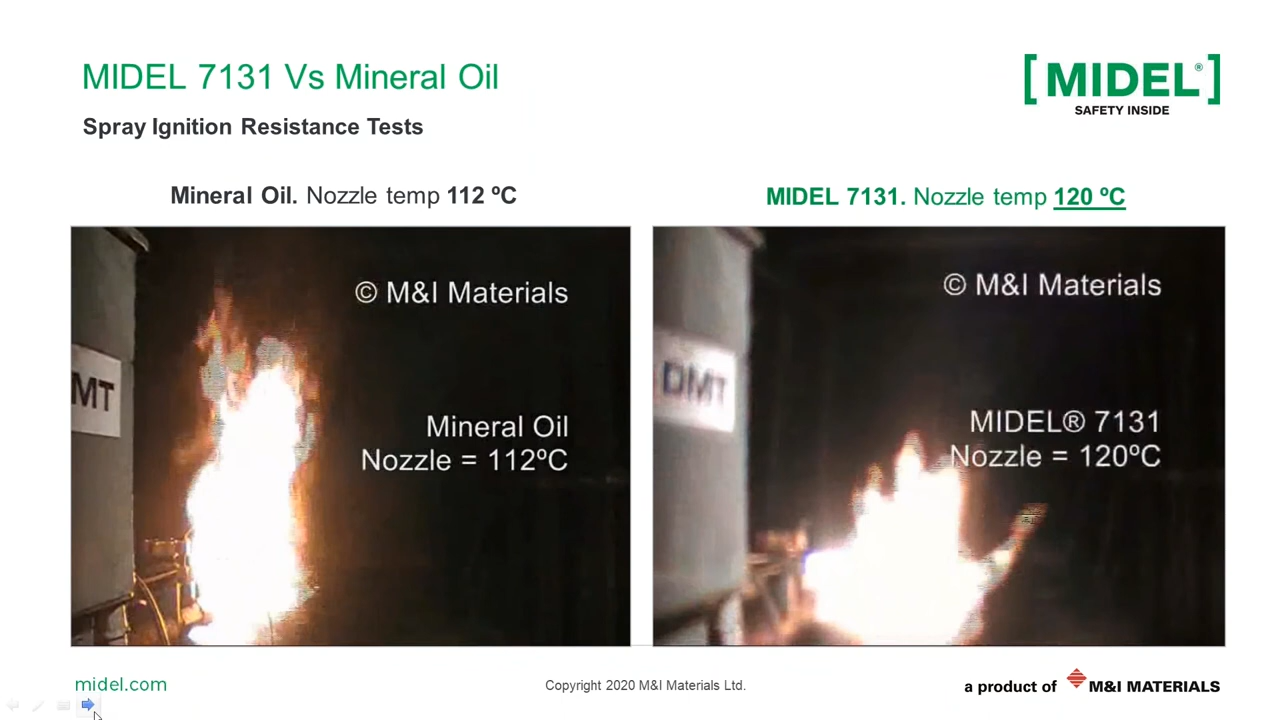 MIDEL 7131 Vs Mineral Oil
Spray Ignition Resistance Tests
[MIDEL®]
SAFETY INSIDE
Mineral Oil. Nozzle temp 112 ºC
MIDEL 7131. Nozzle temp 120 ºC
© M&I Materials
MT
Mineral Oil
Nozzle = 112ºC
© M&I Materials
DMT
MIDEL® 7131
Nozzle = 120ºC
midel.com
Copyright 2020 M&I Materials Ltd.
a product of M&I MATERIALS